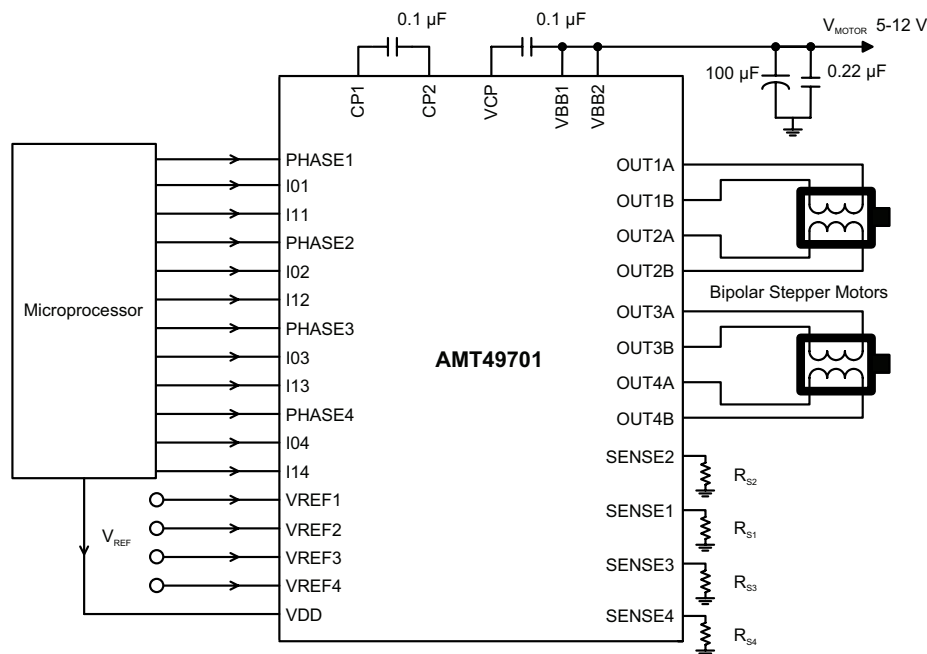 0.1 µF
0.1 µF
VMOTOR 5-12 V
100 µF
0.22 µF
CP1
CP2
VCP
VBB1
VBB2
Microprocessor
PHASE1
I01
I11
PHASE2
I02
I12
PHASE3
I03
I13
PHASE4
I04
I14
VREF1
VREF2
VREF3
VREF4
VDD
VREF
AMT49701
OUT1A
OUT1B
OUT2A
OUT2B
Bipolar Stepper Motors
OUT3A
OUT3B
OUT4A
OUT4B
SENSE2
RS2
SENSE1
RS1
SENSE3
RS3
SENSE4
RS4